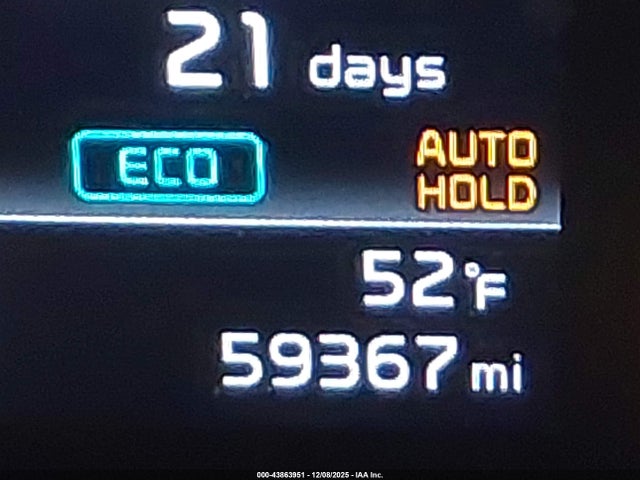 21 days
ECO
AUTO
HOLD
52°F
59367 mi
000-43863951 - 12/08/2025 - IAA Inc.